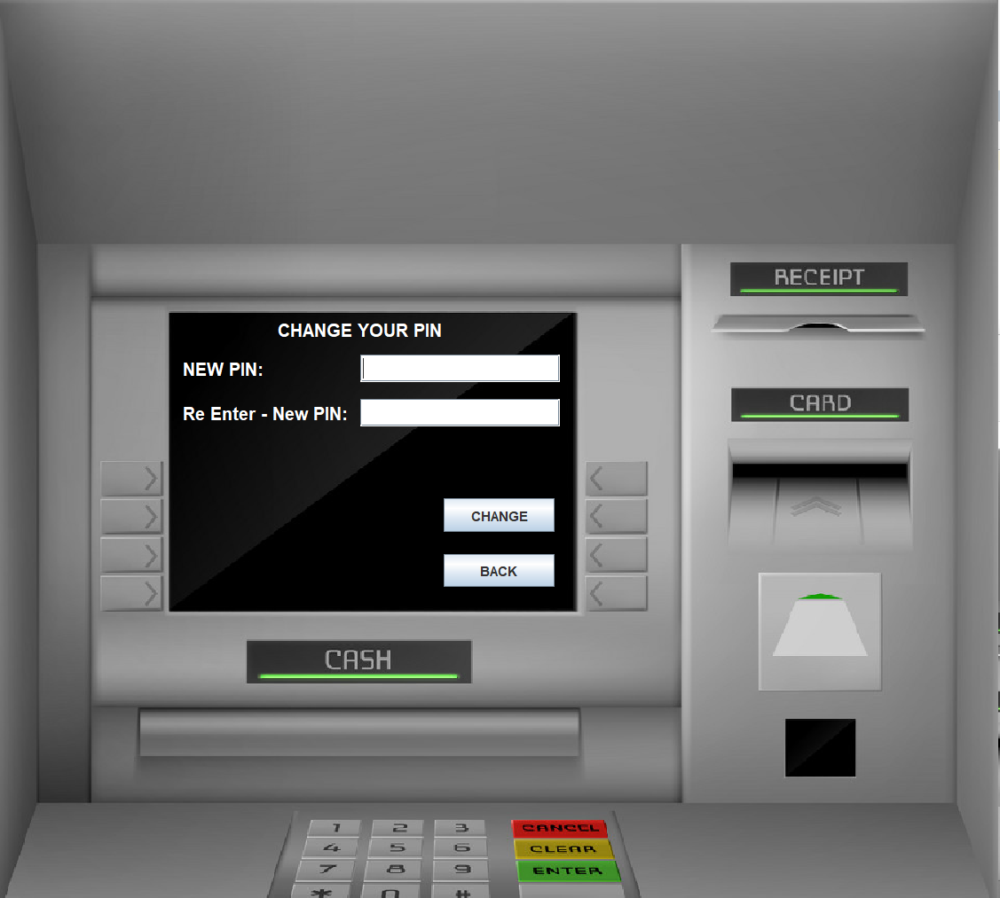 RECEIPT
CHANGE YOUR PIN
NEW PIN:
Re Enter - New PIN:
CARD
CHANGE
BACK
CASH
1 2 3 CANCEL
4 5 6 CLEAR
7 8 9 ENTER
* 0 #